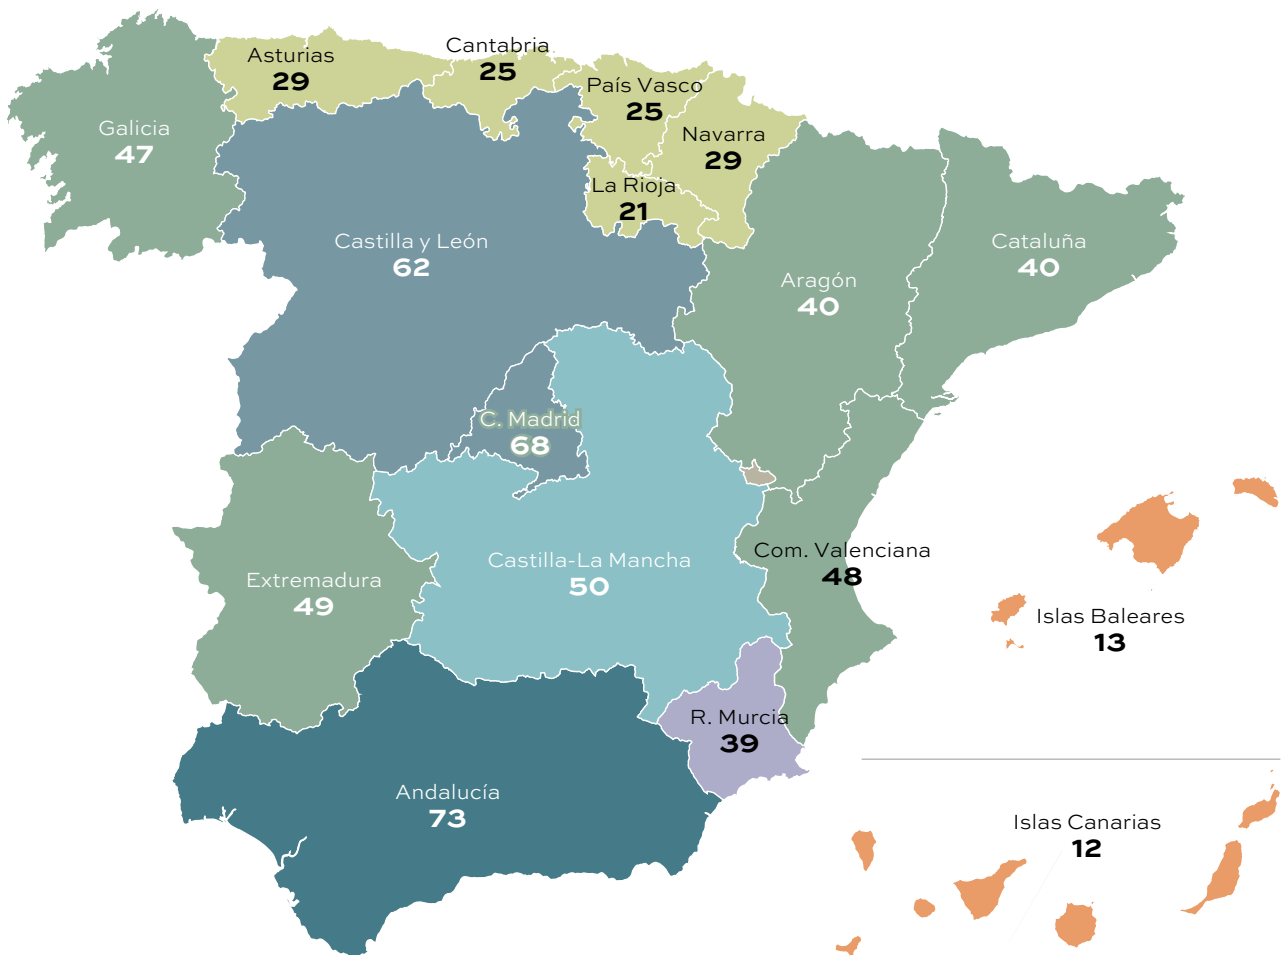 Cantabria
25
Asturias
29
País Vasco
25
Galicia
47
Navarra
29
La Rioja
21
Castilla y León
62
Cataluña
40
Aragón
40
C. Madrid
68
Com. Valenciana
48
Castilla-La Mancha
50
Extremadura
49
Islas Baleares
13
R. Murcia
39
Andalucía
73
Islas Canarias
12